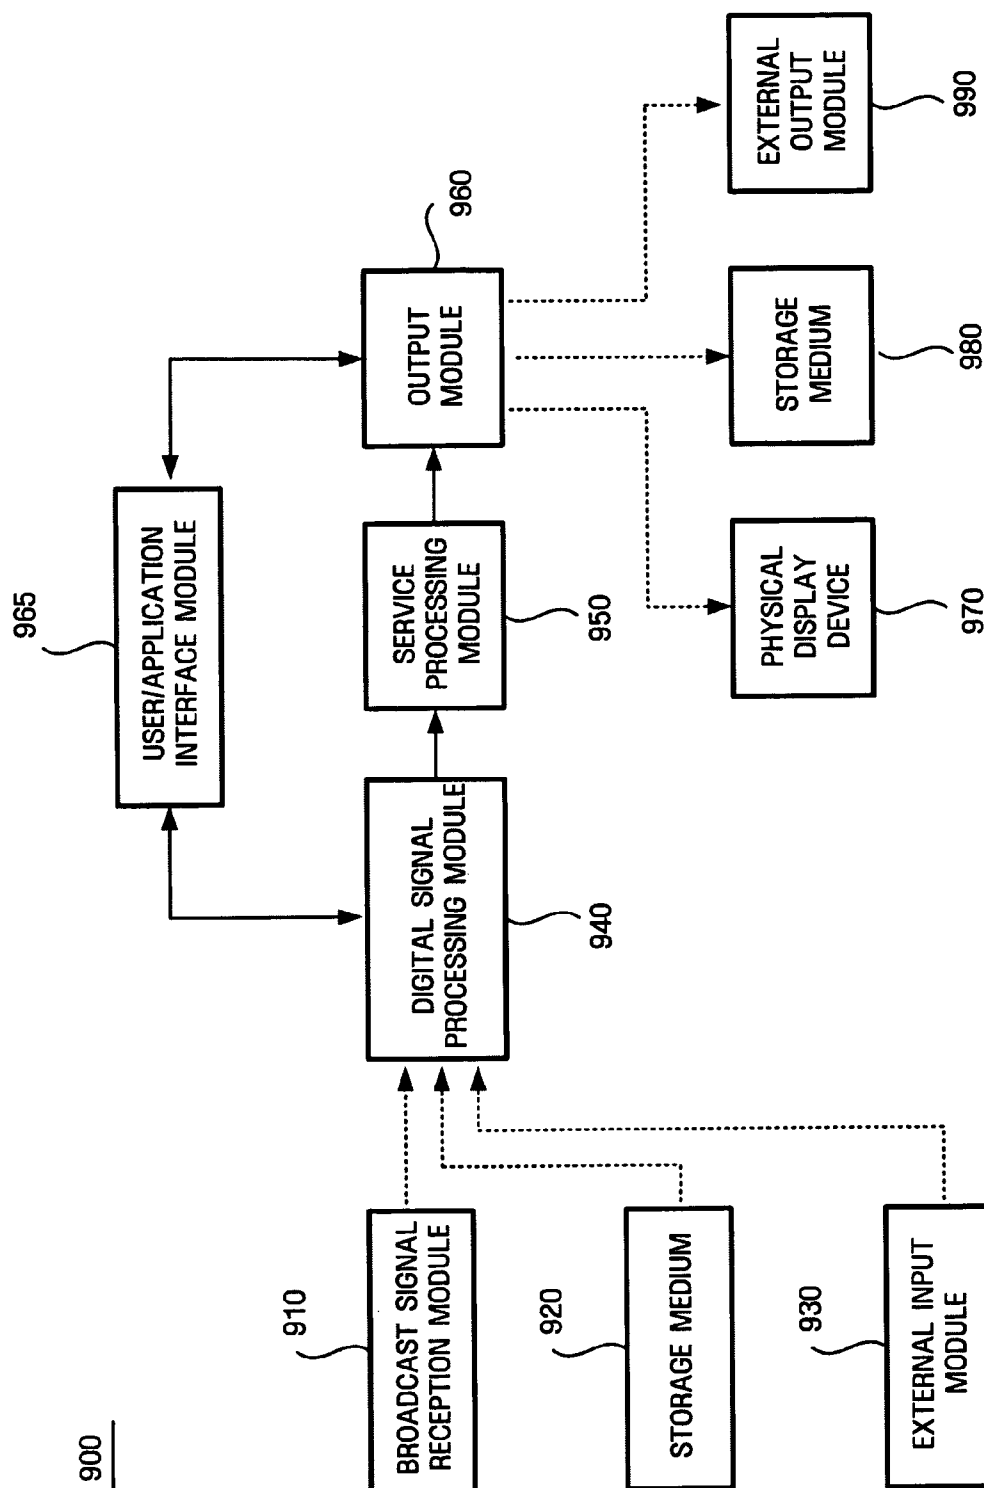 900
965
USER/APPLICATION
INTERFACE MODULE
910
BROADCAST SIGNAL
RECEPTION MODULE
DIGITAL SIGNAL
PROCESSING MODULE
940
SERVICE
PROCESSING
MODULE
950
OUTPUT
MODULE
960
920
STORAGE MEDIUM
930
EXTERNAL INPUT
MODULE
PHYSICAL
DISPLAY
DEVICE
970
STORAGE
MEDIUM
980
EXTERNAL
OUTPUT
MODULE
990